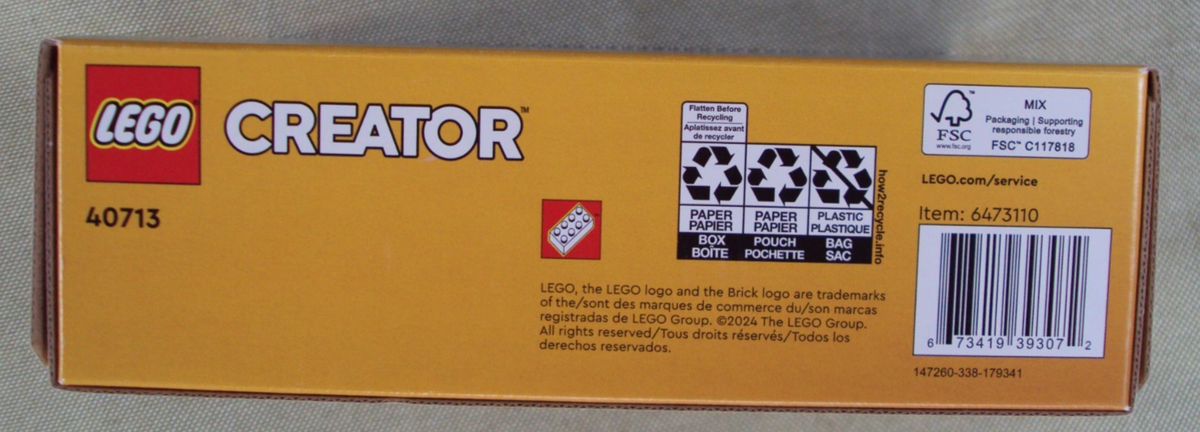 LEGO
CREATOR™
40713
Flatten Before
Recycling
Aplatissez avant
de recycler
PAPER
PAPIER
BOX
BOÎTE
PAPER
PAPIER
POUCH
POCHETTE
PLASTIC
PLASTIQUE
BAG
SAC
how2recycle.info
LEGO, the LEGO logo and the Brick logo are trademarks
of the/sont des marques de commerce du/son marcas
registradas de LEGO Group. ©2024 The LEGO Group.
All rights reserved/Tous droits réservés/Todos los
derechos reservados.
FSC
www.fsc.org
MIX
Packaging | Supporting
responsible forestry
FSC™ C117818
LEGO.com/service
Item: 6473110
6 73419 39307 2
147260-338-179341